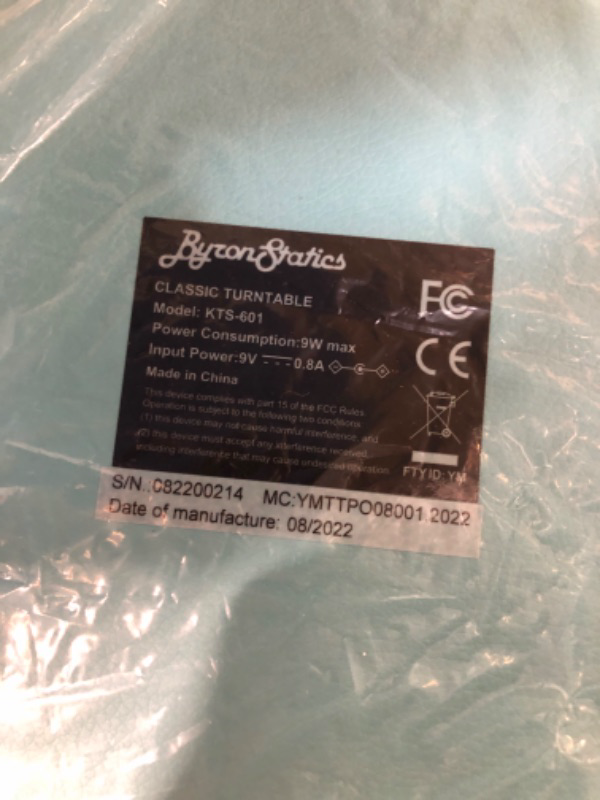 ByronStatics
CLASSIC TURNTABLE
Model: KTS-601
Power Consumption:9W max
Input Power:9V 0.8A
Made in China
This device complies with part 15 of the FCC Rules
Operation is subject to the following two conditions
(1) this device may not cause harmful interference, and
(2) this device must accept any interference received,
including interference that may cause undesired operation
FC
CE
FTY ID: YM
S/N.:082200214 MC:YMTTPO08001 2022
Date of manufacture: 08/2022